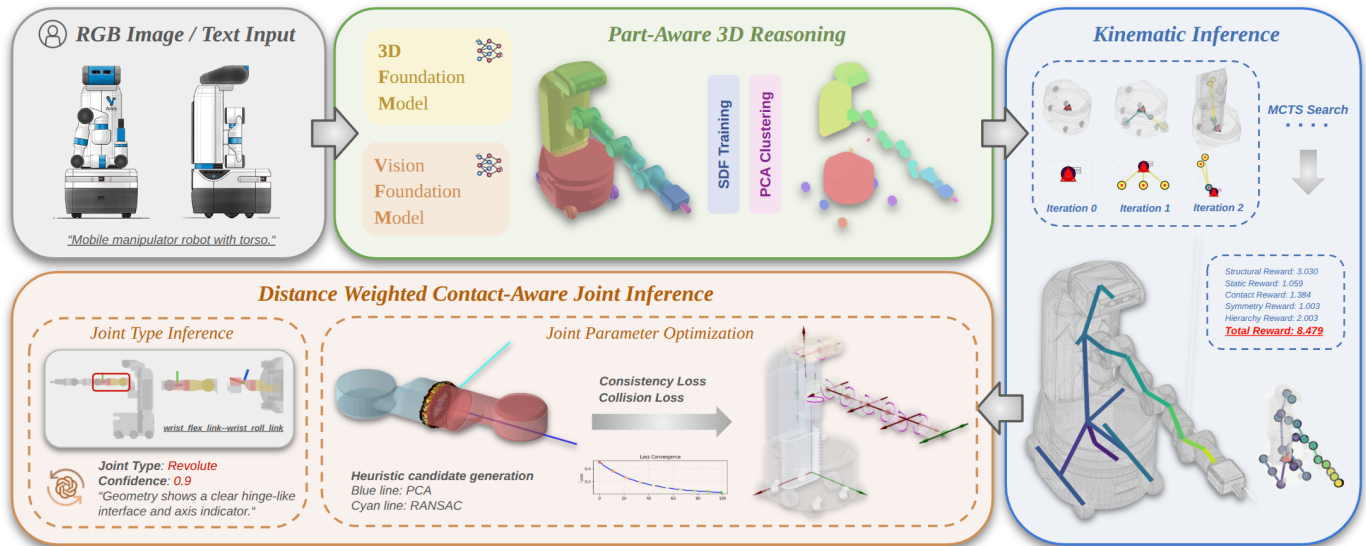 RGB Image / Text Input
"Mobile manipulator robot with torso."
Part-Aware 3D Reasoning
3D
Foundation
Model
Vision
Foundation
Model
SDF Training
PCA Clustering
Kinematic Inference
MCTS Search
Iteration 0
Iteration 1
Iteration 2
Structural Reward: 3.030
Static Reward: 1.059
Contact Reward: 1.384
Symmetry Reward: 1.003
Hierarchy Reward: 2.003
Total Reward: 8.479
Distance Weighted Contact-Aware Joint Inference
Joint Type Inference
wrist_flex_link--wrist_roll_link
Joint Type: Revolute
Confidence: 0.9
"Geometry shows a clear hinge-like
interface and axis indicator."
Joint Parameter Optimization
Heuristic candidate generation
Blue line: PCA
Cyan line: RANSAC
Consistency Loss
Collision Loss
Loss Convergence